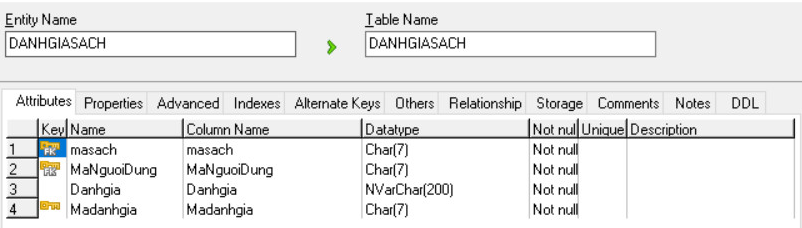 Entity Name Table Name
DANHGIASACH DANHGIASACH
Attributes Properties Advanced Indexes Alternate Keys Others Relationship Storage Comments Notes DDL
Key Name Column Name Datatype Not nul Unique Description
1 FK masach masach Char(7) Not null
2 FK MaNguoiDung MaNguoiDung Char(7) Not null
3 Danhgia Danhgia NVarChar(200) Not null
4 Madanhgia Madanhgia Char(7) Not null